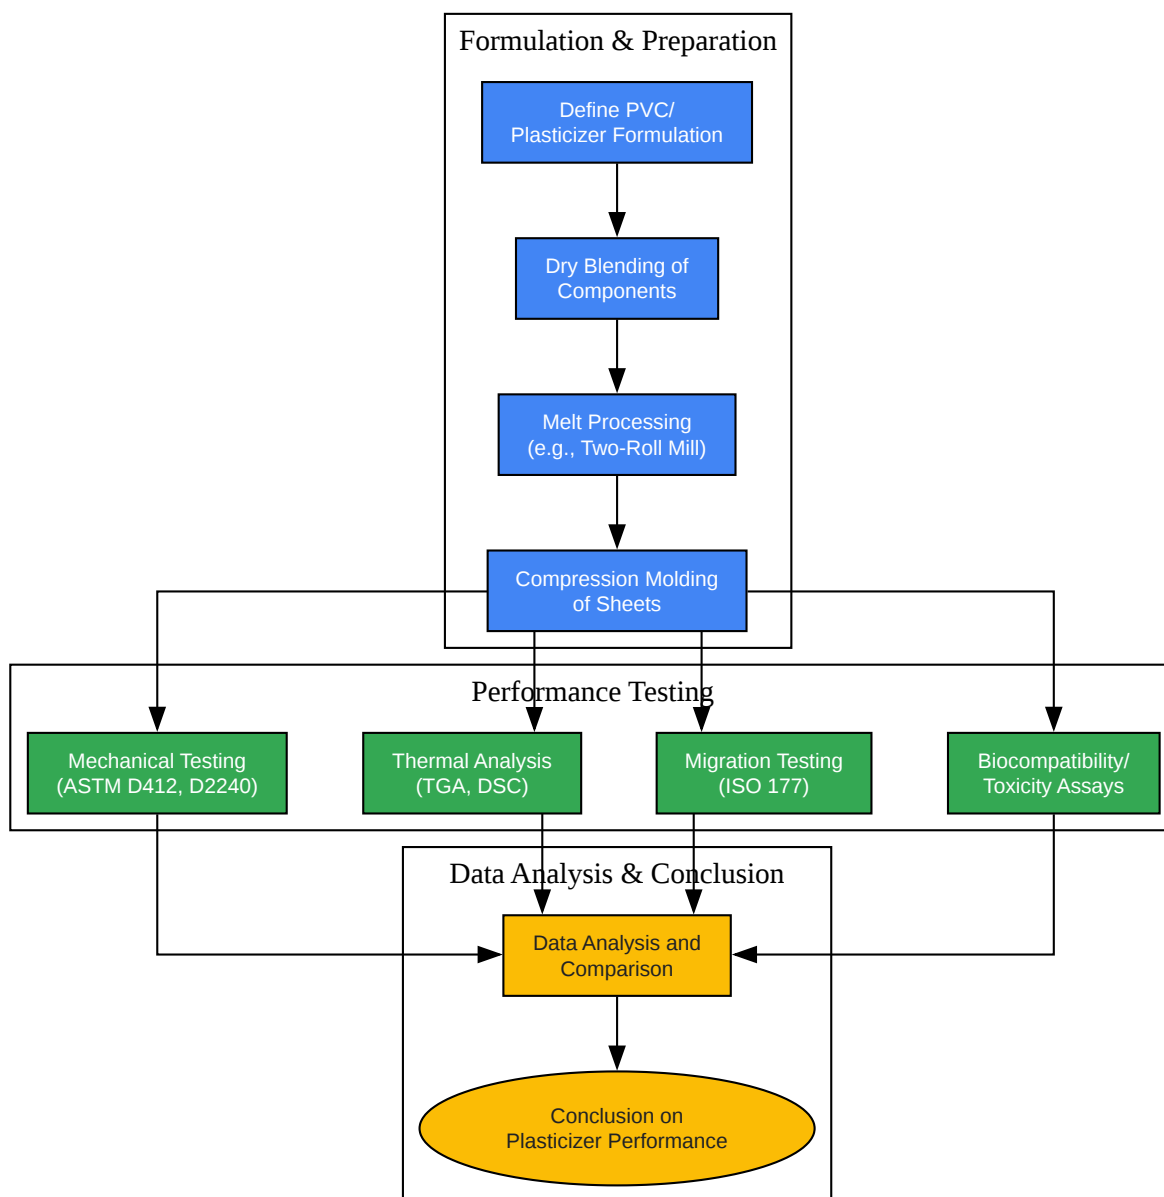 Formulation & Preparation
Define PVC/
Plasticizer Formulation
Dry Blending of
Components
Melt Processing
(e.g., Two-Roll Mill)
Compression Molding
of Sheets
Performance Testing
Mechanical Testing
(ASTM D412, D2240)
Thermal Analysis
(TGA, DSC)
Migration Testing
(ISO 177)
Biocompatibility/
Toxicity Assays
Data Analysis & Conclusion
Data Analysis and
Comparison
Conclusion on
Plasticizer Performance